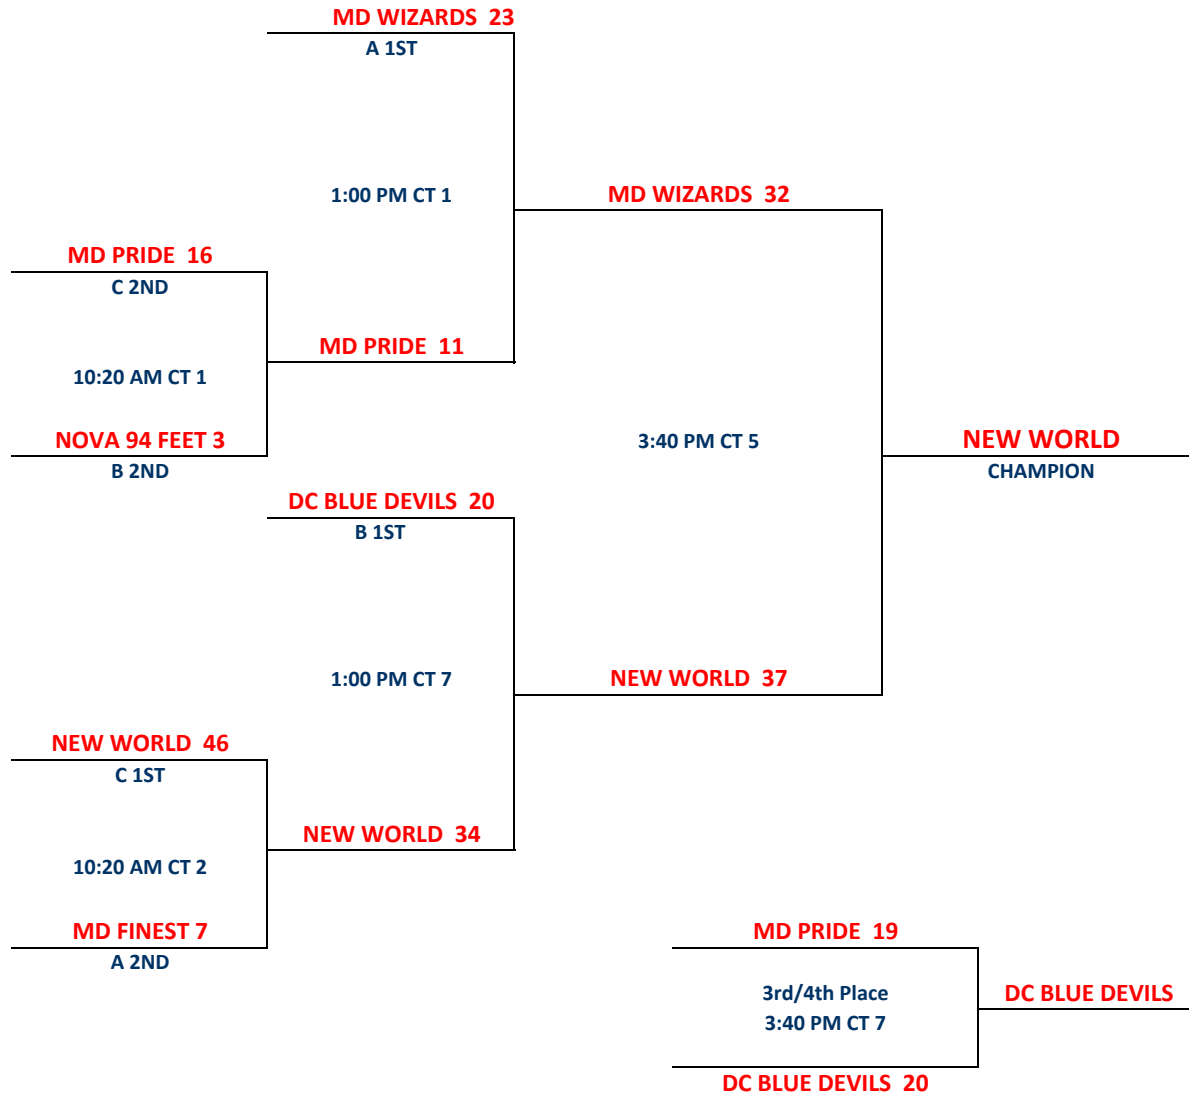 MD WIZARDS  23
A 1ST
1:00 PM CT 1
MD WIZARDS  32
MD PRIDE  16
C 2ND
MD PRIDE  11
10:20 AM CT 1
NOVA 94 FEET 3
B 2ND
3:40 PM CT 5
NEW WORLD
CHAMPION
DC BLUE DEVILS  20
B 1ST
1:00 PM CT 7
NEW WORLD  37
NEW WORLD  46
C 1ST
NEW WORLD  34
10:20 AM CT 2
MD FINEST 7
A 2ND
MD PRIDE  19
3rd/4th Place
3:40 PM CT 7
DC BLUE DEVILS
DC BLUE DEVILS  20